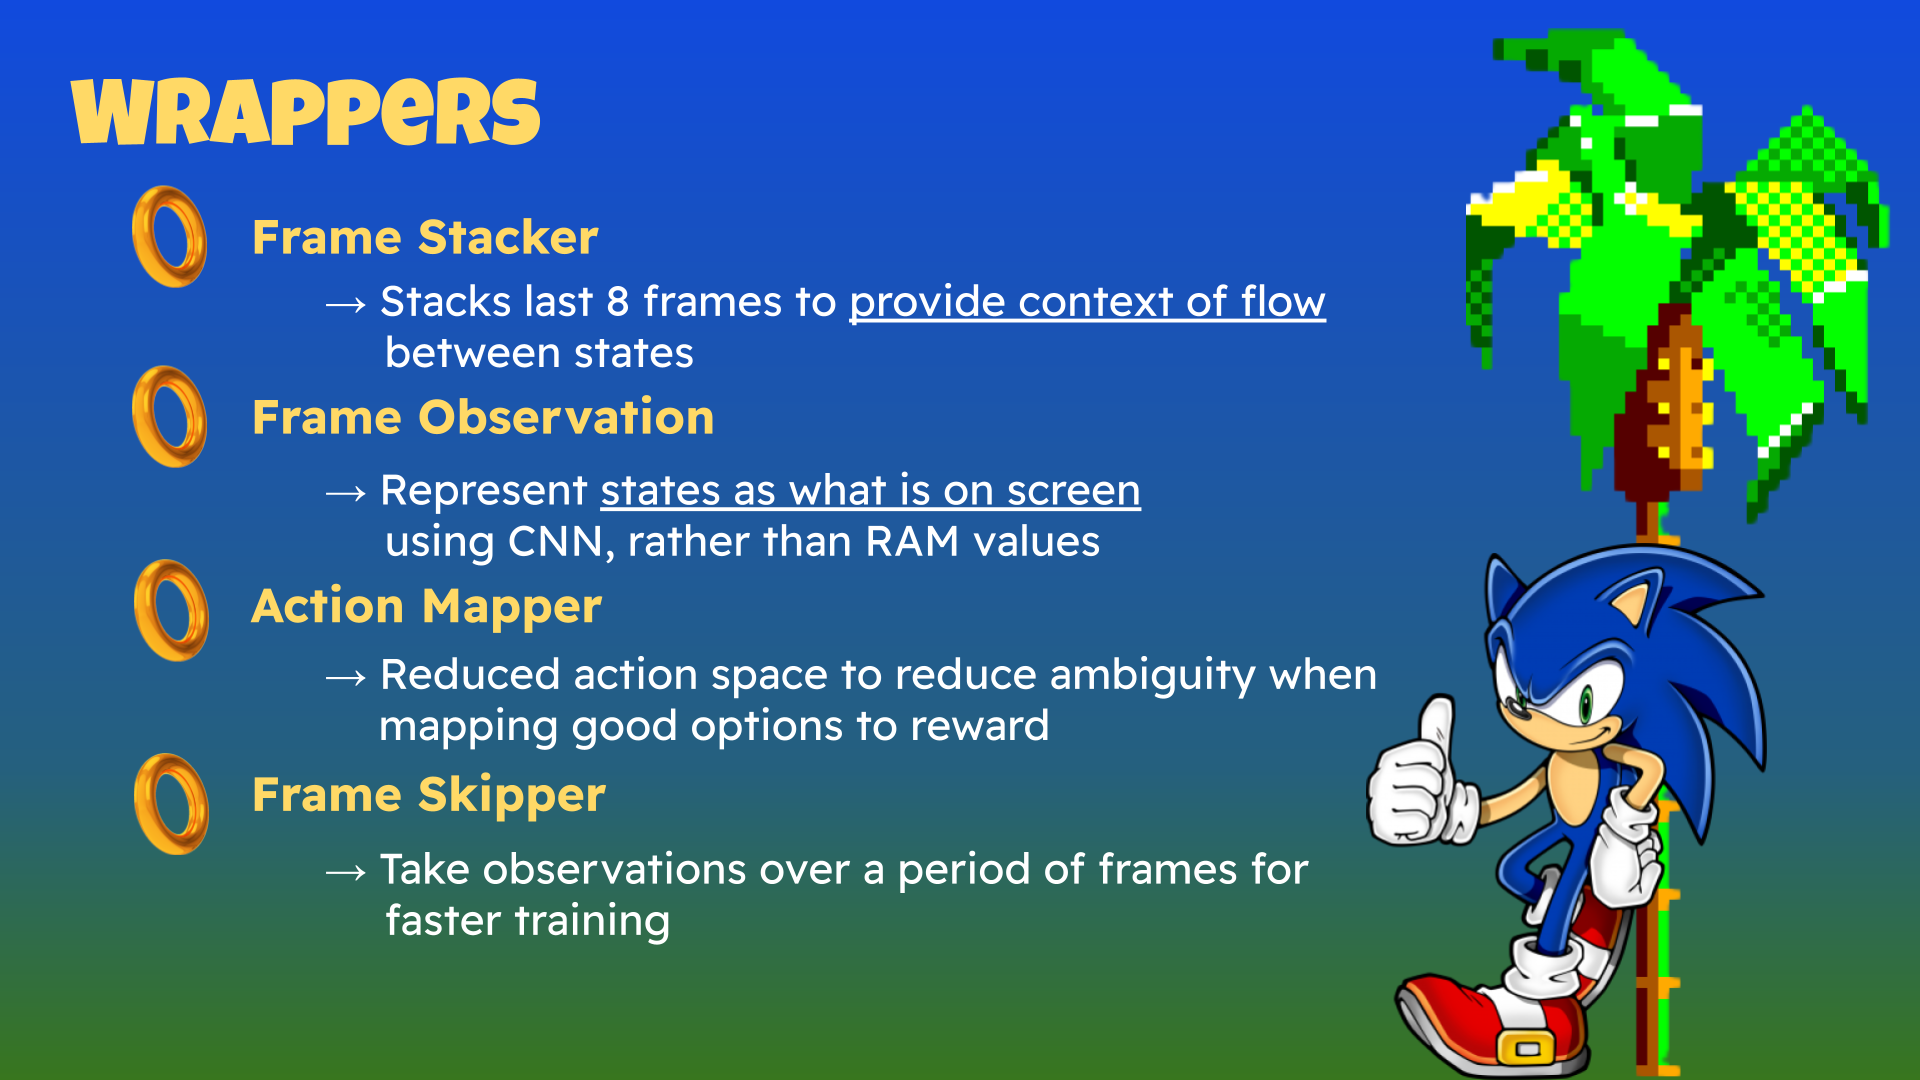 WRAPPeRS
Frame Stacker
→ Stacks last 8 frames to provide context of flow
between states
Frame Observation
→ Represent states as what is on screen
using CNN, rather than RAM values
Action Mapper
→ Reduced action space to reduce ambiguity when
mapping good options to reward
Frame Skipper
→ Take observations over a period of frames for
faster training